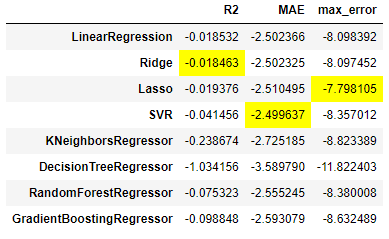 R2 MAE max_error
LinearRegression -0.018532 -2.502366 -8.098392
Ridge -0.018463 -2.502325 -8.097452
Lasso -0.019376 -2.510495 -7.798105
SVR -0.041456 -2.499637 -8.357012
KNeighborsRegressor -0.238674 -2.725185 -8.823389
DecisionTreeRegressor -1.034156 -3.589790 -11.822403
RandomForestRegressor -0.075323 -2.555245 -8.380008
GradientBoostingRegressor -0.098848 -2.593079 -8.632489